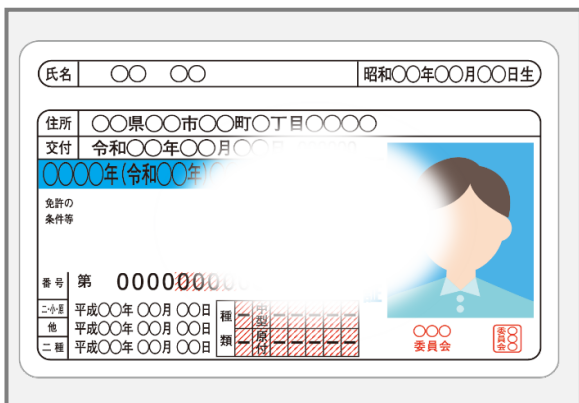 氏名 〇〇 〇〇 昭和〇〇年〇〇月〇〇日生
住所 〇〇県〇〇市〇〇町〇丁目〇〇〇〇
交付 令和〇〇年〇〇月〇
〇〇〇〇年(令和〇〇年)
免許の
条件等
番号 第 0000000
二・小・原 平成〇〇年〇〇月〇〇日
他 平成〇〇年〇〇月〇〇日
二種 平成〇〇年〇〇月〇〇日
種類 型 原付
〇〇〇
委員会